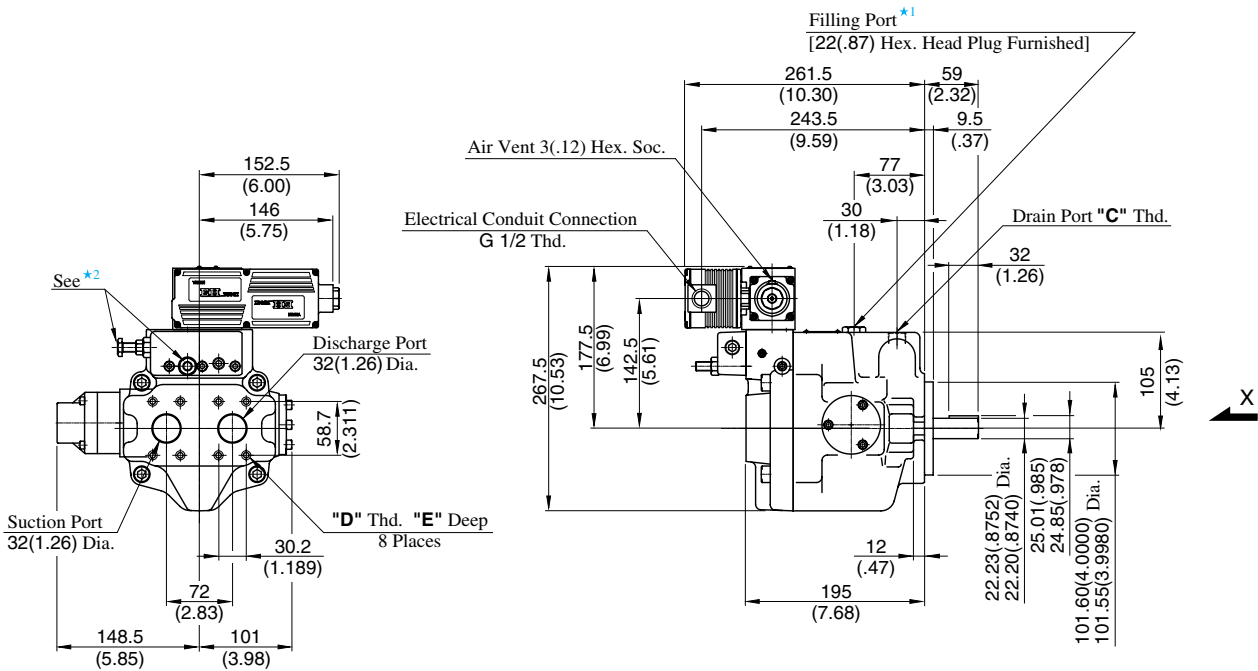 Filling Port ★1
[22(.87) Hex. Head Plug Furnished]
261.5
(10.30)
59
(2.32)
243.5
(9.59)
9.5
(.37)
Air Vent 3(.12) Hex. Soc.
152.5
(6.00)
77
(3.03)
146
(5.75)
Electrical Conduit Connection
G 1/2 Thd.
30
(1.18)
Drain Port "C" Thd.
32
(1.26)
See ★2
Discharge Port
32(1.26) Dia.
267.5
(10.53)
177.5
(6.99)
142.5
(5.61)
105
(4.13)
X
58.7
(2.311)
Suction Port
32(1.26) Dia.
"D" Thd. "E" Deep
8 Places
30.2
(1.189)
72
(2.83)
148.5
(5.85)
101
(3.98)
12
(.47)
195
(7.68)
22.23(.8752)
22.20(.8740)
Dia.
25.01(.985)
24.85(.978)
101.60(4.0000)
101.55(3.9980)
Dia.